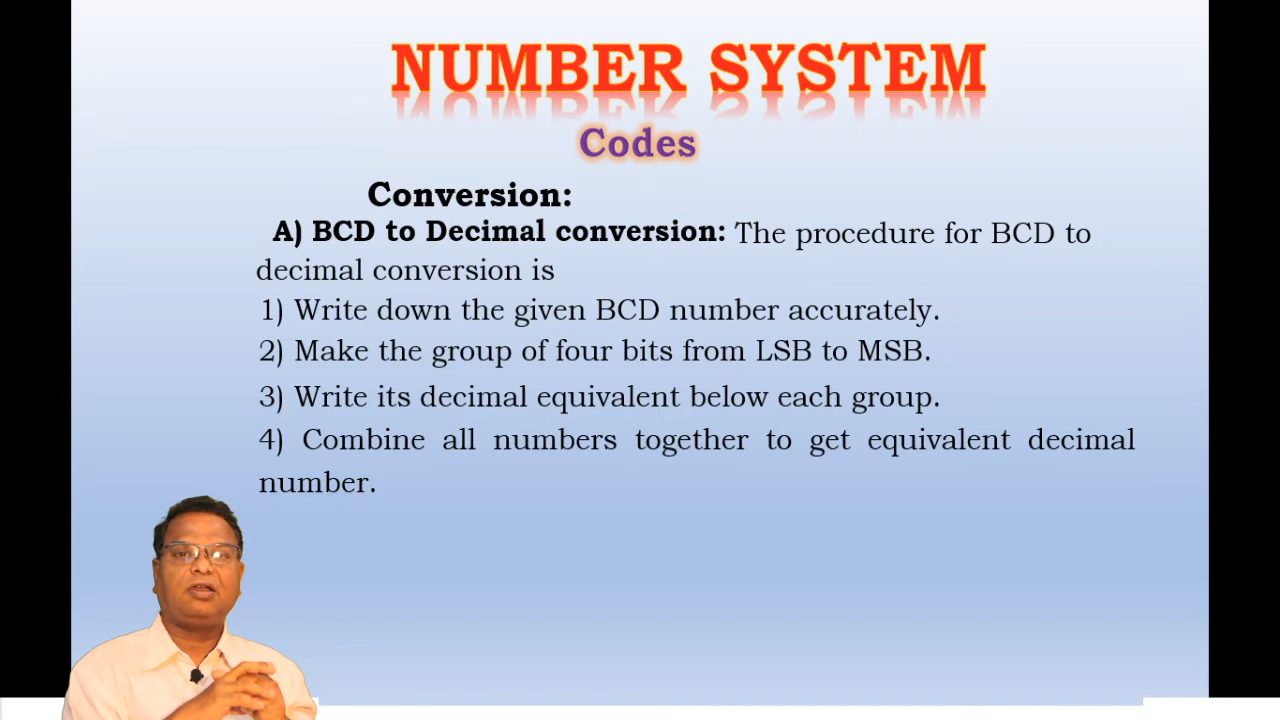 NUMBER SYSTEM
Codes
Conversion:
A) BCD to Decimal conversion: The procedure for BCD to
decimal conversion is
1) Write down the given BCD number accurately.
2) Make the group of four bits from LSB to MSB.
3) Write its decimal equivalent below each group.
4) Combine all numbers together to get equivalent decimal
number.